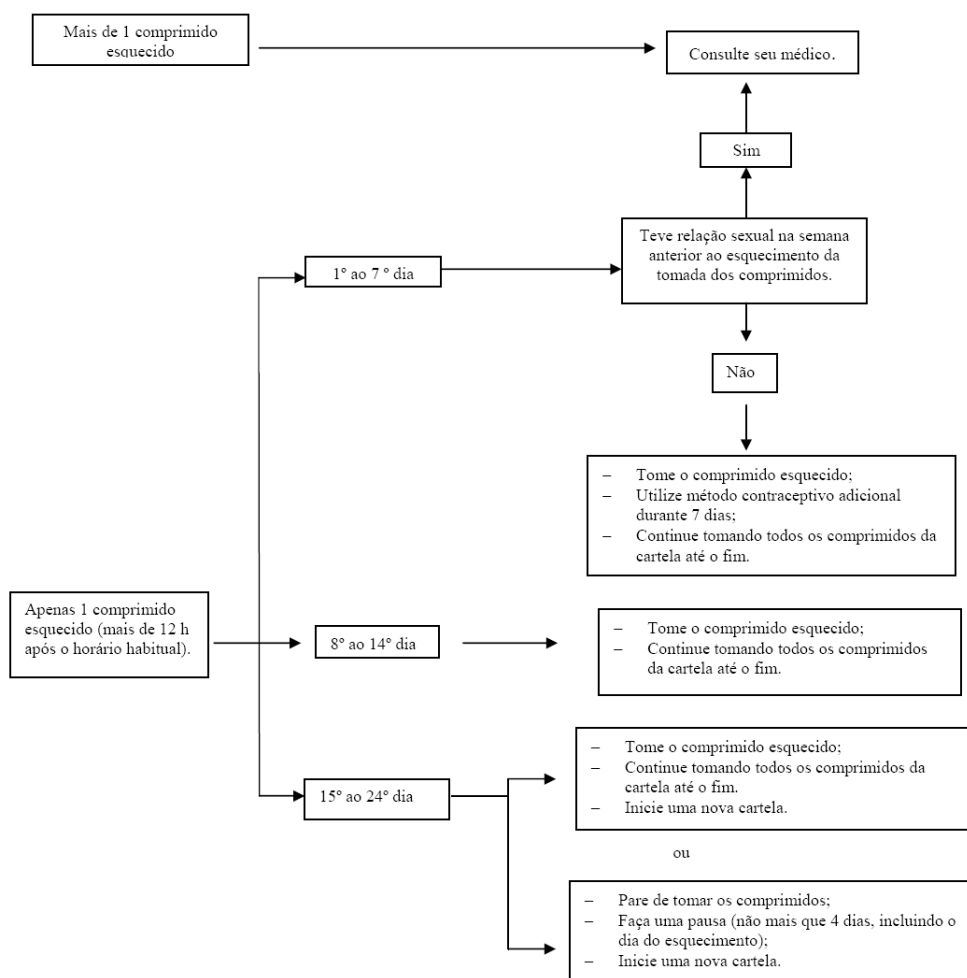 Mais de 1 comprimido
esquecido
Consulte seu médico.
Sim
Teve relação sexual na semana
anterior ao esquecimento da
tomada dos comprimidos.
1º ao 7 º dia
Não
– Tome o comprimido esquecido;
– Utilize método contraceptivo adicional
durante 7 dias;
– Continue tomando todos os comprimidos da
cartela até o fim.
Apenas 1 comprimido
esquecido (mais de 12 h
após o horário habitual).
8º ao 14º dia
– Tome o comprimido esquecido;
– Continue tomando todos os comprimidos
da cartela até o fim.
15º ao 24º dia
– Tome o comprimido esquecido;
– Continue tomando todos os comprimidos da
cartela até o fim.
– Inicie uma nova cartela.
ou
– Pare de tomar os comprimidos;
– Faça uma pausa (não mais que 4 dias, incluindo o
dia do esquecimento);
– Inicie uma nova cartela.